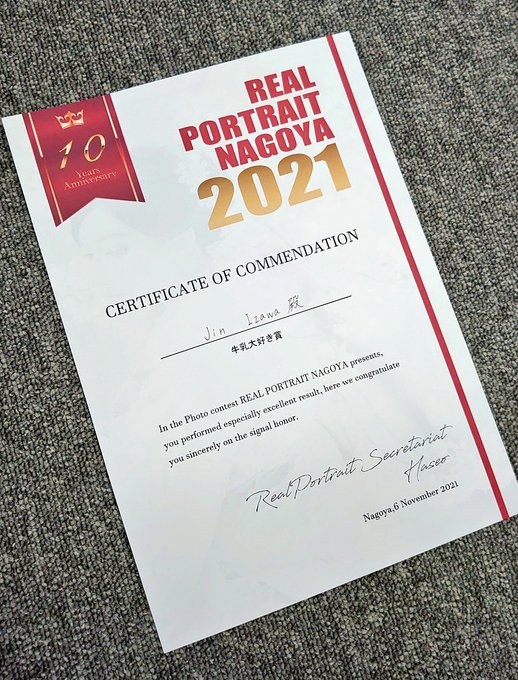 10
Years
Anniversary
REAL
PORTRAIT
NAGOYA
2021
CERTIFICATE OF COMMENDATION
Jin Izawa 殿
牛乳大好き賞
In the Photo contest REAL PORTRAIT NAGOYA presents,
you performed especially excellent result, here we congratulate
you sincerely on the signal honor.
RealPortrait Secretariat
Haseo
Nagoya,6 November 2021